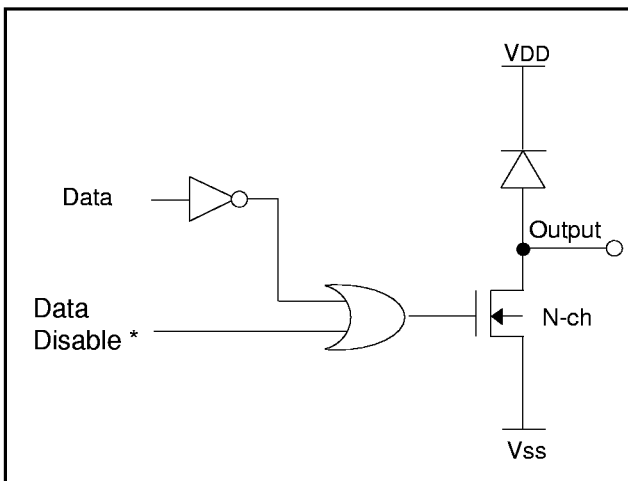 VDD
Data
Output
Data
Disable *
N-ch
Vss